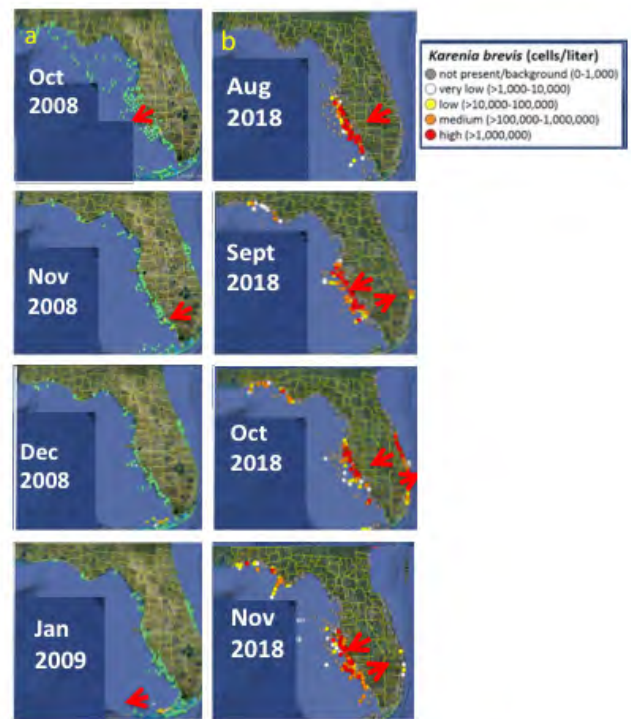 a
b
Oct
2008
Aug
2018
Karenia brevis (cells/liter)
not present/background (0-1,000)
very low (>1,000-10,000)
low (>10,000-100,000)
medium (>100,000-1,000,000)
high (>1,000,000)
Nov
2008
Sept
2018
Dec
2008
Oct
2018
Jan
2009
Nov
2018